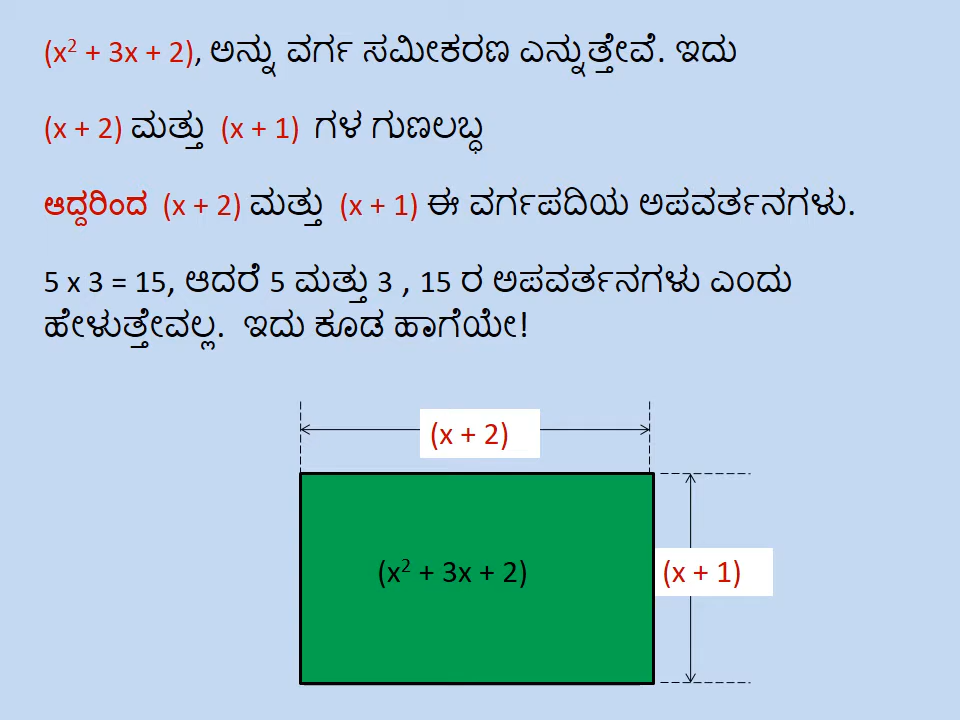 (x² + 3x + 2), ಅನ್ನು ವರ್ಗ ಸಮೀಕರಣ ಎನ್ನುತ್ತೇವೆ. ಇದು
(x + 2) ಮತ್ತು (x + 1) ಗಳ ಗುಣಲಬ್ಧ
ಆದ್ದರಿಂದ (x + 2) ಮತ್ತು (x + 1) ಈ ವರ್ಗಪದಿಯ ಅಪವರ್ತನಗಳು.
5 x 3 = 15, ಆದರೆ 5 ಮತ್ತು 3 , 15 ರ ಅಪವರ್ತನಗಳು ಎಂದು
ಹೇಳುತ್ತೇವಲ್ಲ. ಇದು ಕೂಡ ಹಾಗೆಯೇ!
(x + 2)
(x² + 3x + 2)
(x + 1)